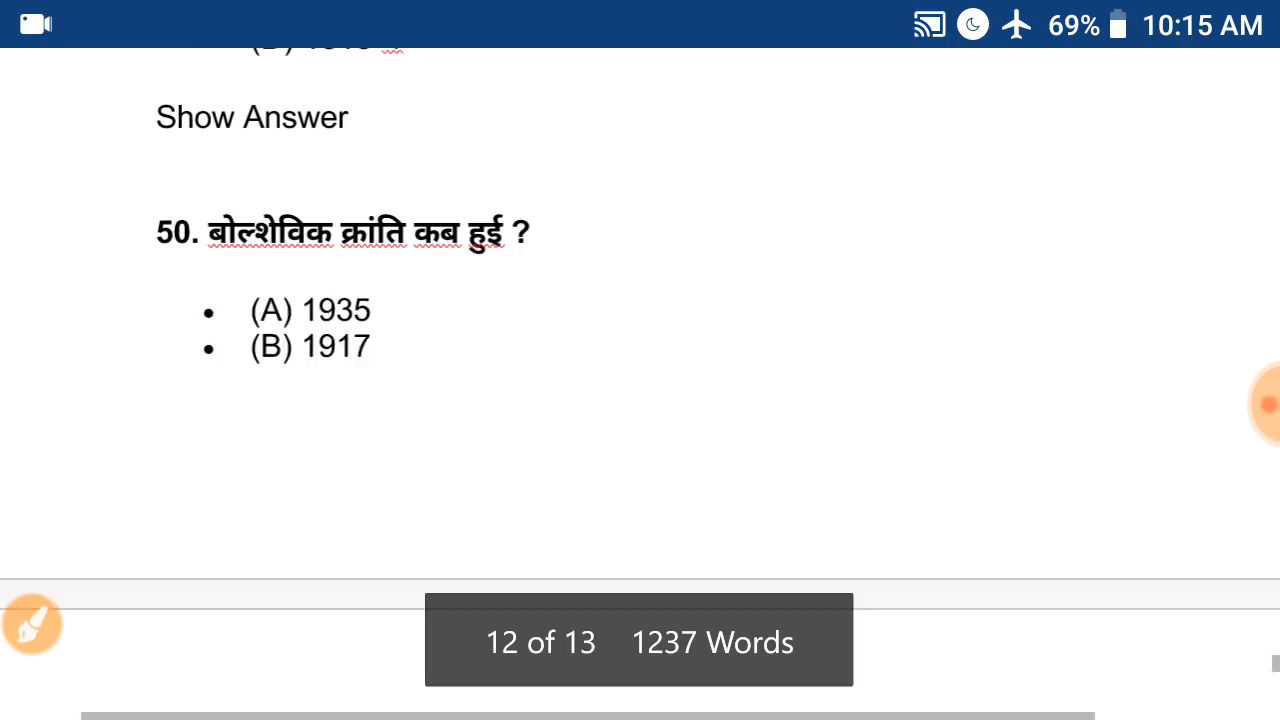 69% 10:15 AM
Show Answer
50. बोल्शेविक क्रांति कब हुई ?
• (A) 1935
• (B) 1917
12 of 13 1237 Words